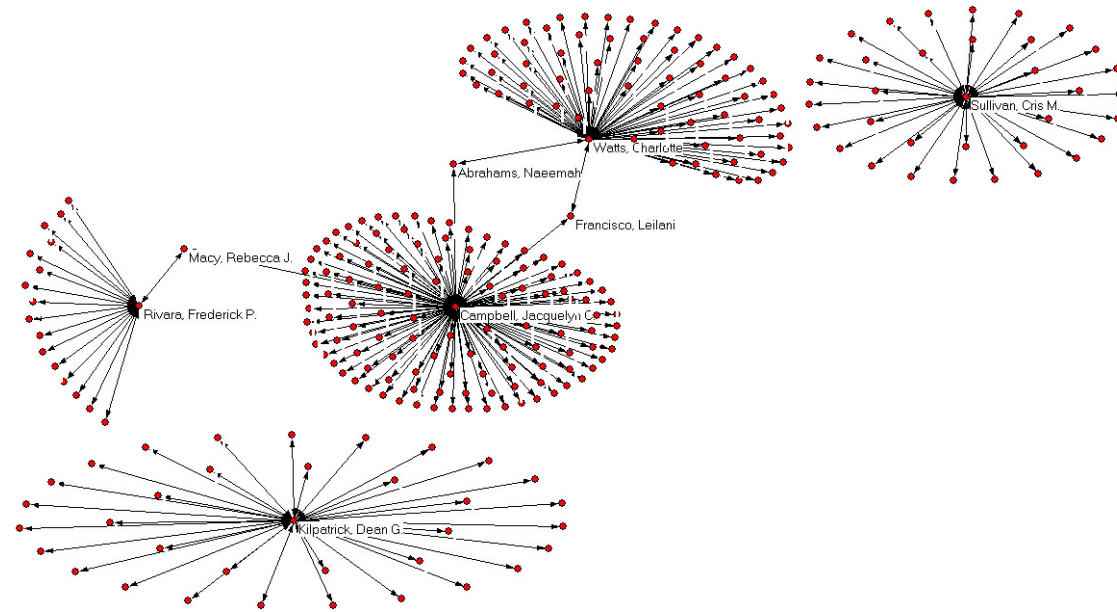 Sullivan, Cris M.
Watts, Charlotte
Abrahams, Naeemah
Francisco, Leilani
Macy, Rebecca J.
Rivara, Frederick P.
Campbell, Jacquelyn C.
Kilpatrick, Dean G.